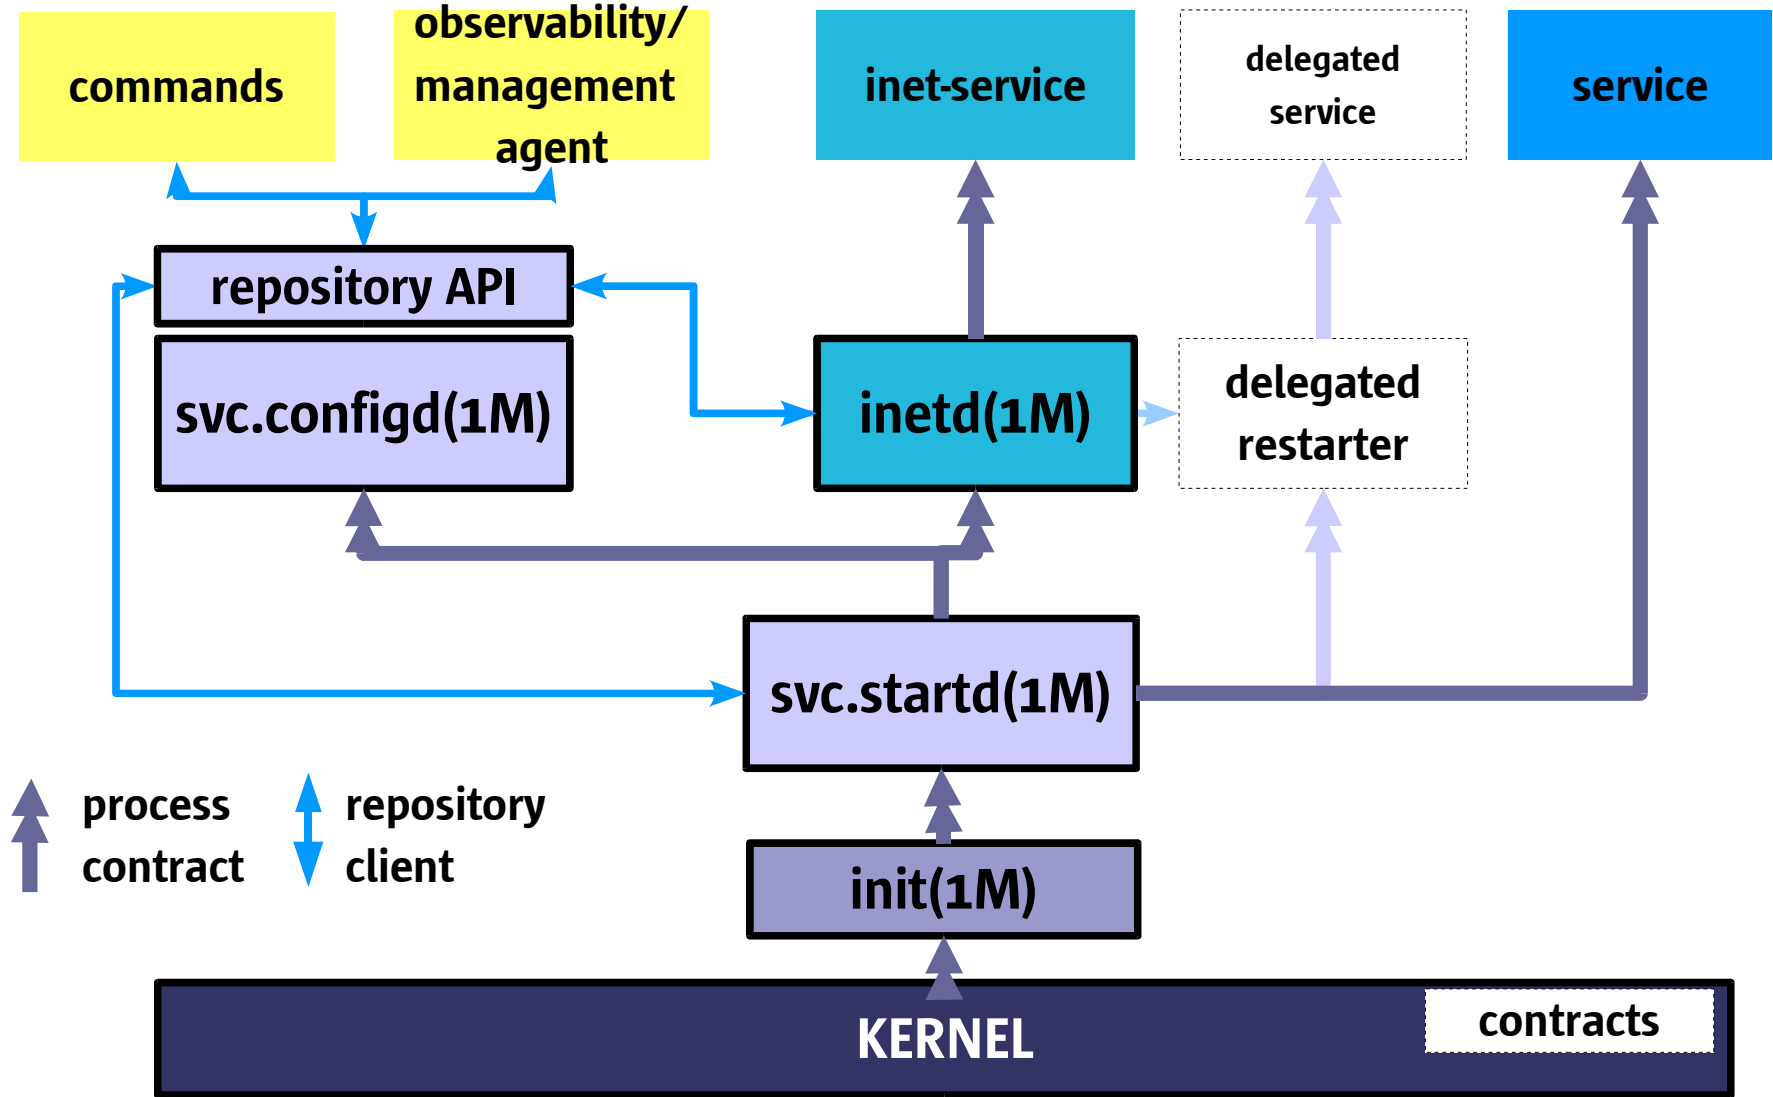 commands
observability/
management
agent
inet-service
delegated
service
service
repository API
svc.configd(1M)
inetd(1M)
delegated
restarter
svc.startd(1M)
process
contract
repository
client
init(1M)
KERNEL
contracts